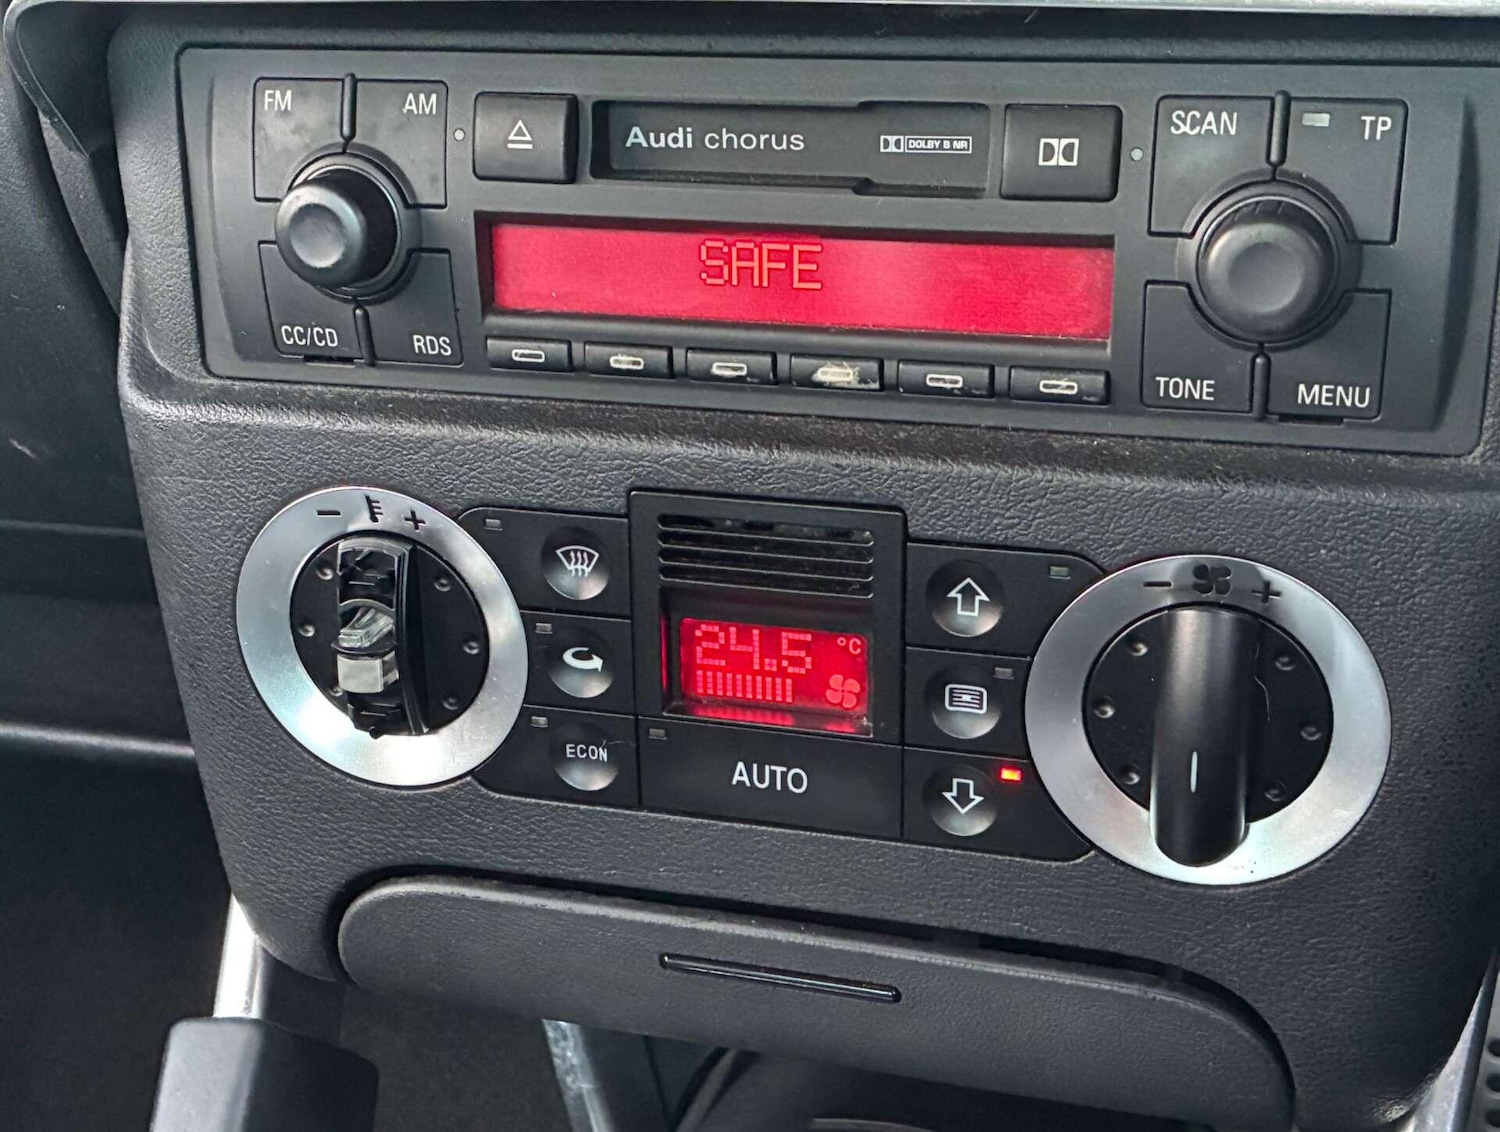 FM
AM
Audi chorus
DOLBY B NR
SCAN
TP
SAFE
CC/CD
RDS
TONE
MENU
- +
- +
24.5 °C
ECON
AUTO